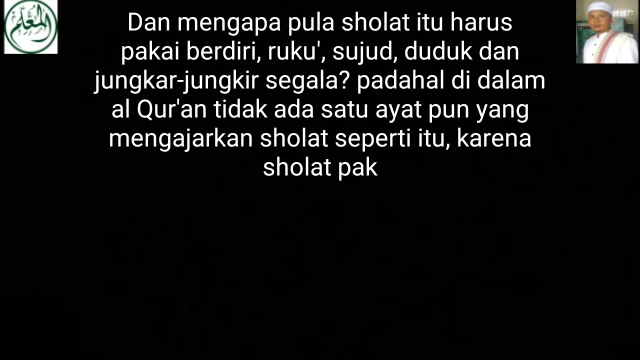 Dan mengapa pula sholat itu harus
pakai berdiri, ruku', sujud, duduk dan
jungkar-jungkir segala? padahal di dalam
al Qur'an tidak ada satu ayat pun yang
mengajarkan sholat seperti itu, karena
sholat pak